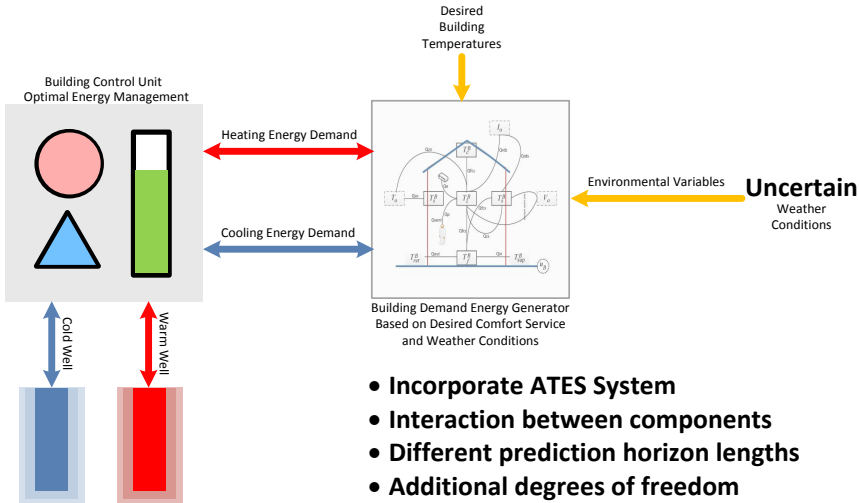 Desired
Building
Temperatures
Building Control Unit
Optimal Energy Management
Heating Energy Demand
Cooling Energy Demand
Environmental Variables
Uncertain
Weather
Conditions
Cold Well
Warm Well
Building Demand Energy Generator
Based on Desired Comfort Service
and Weather Conditions
• Incorporate ATES System
• Interaction between components
• Different prediction horizon lengths
• Additional degrees of freedom